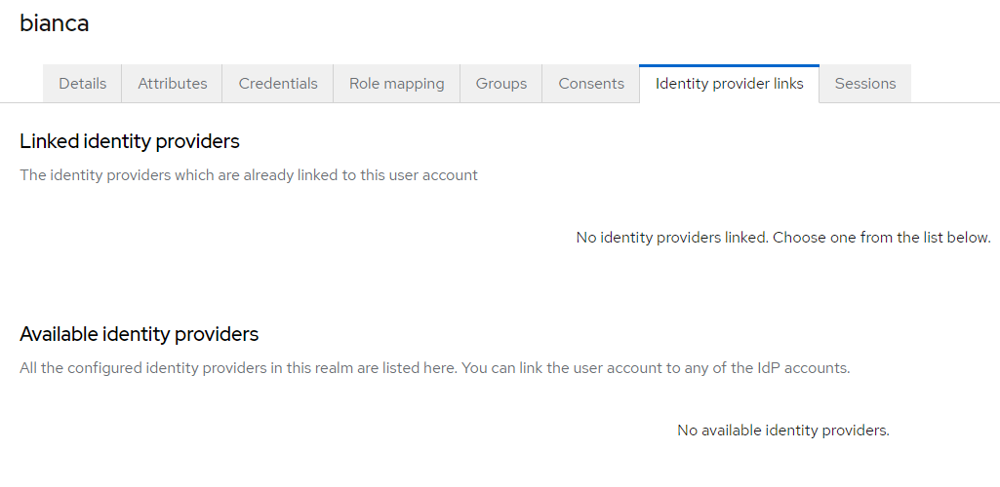 bianca
Details Attributes Credentials Role mapping Groups Consents Identity provider links Sessions
Linked identity providers
The identity providers which are already linked to this user account
No identity providers linked. Choose one from the list below.
Available identity providers
All the configured identity providers in this realm are listed here. You can link the user account to any of the IdP accounts.
No available identity providers.